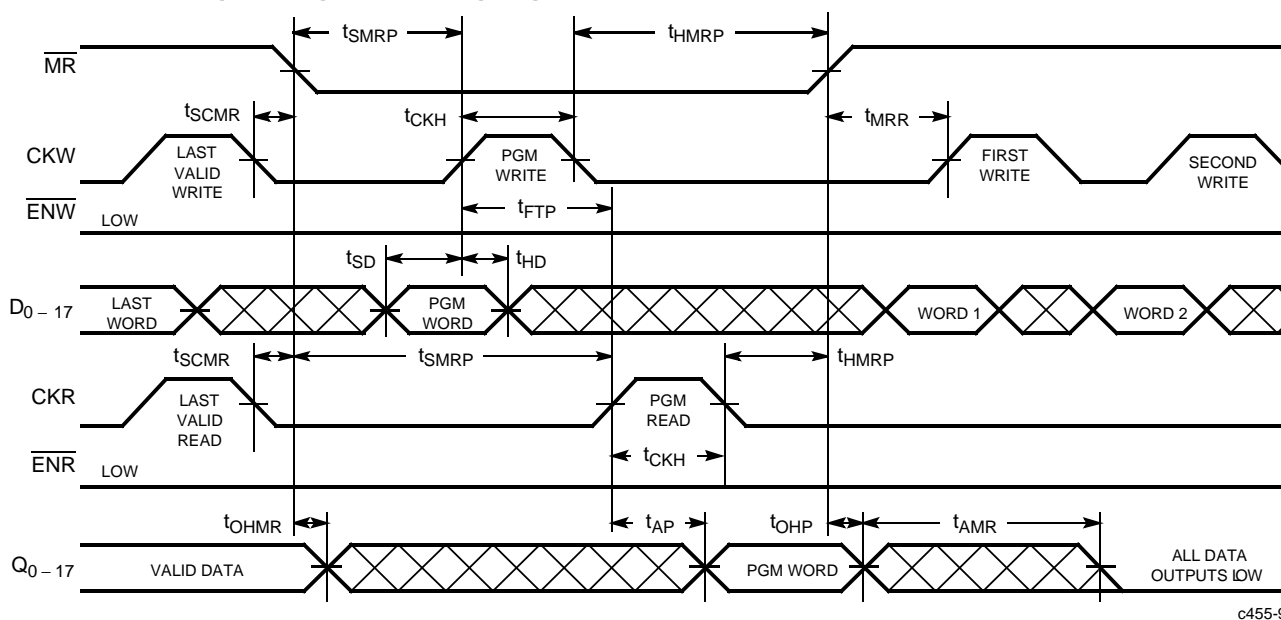 tSMRP
tHMRP
MR
tSCMR
tCKH
tMRR
CKW
LAST
VALID
WRITE
PGM
WRITE
FIRST
WRITE
SECOND
WRITE
ENW
LOW
tFTP
tSD
tHD
D0 – 17
LAST
WORD
PGM
WORD
WORD 1
WORD 2
tSCMR
tSMRP
tHMRP
CKR
LAST
VALID
READ
PGM
READ
ENR
LOW
tCKH
tOHMR
tAP
tOHP
tAMR
Q0 – 17
VALID DATA
PGM WORD
ALL DATA
OUTPUTS LOW
c455-9